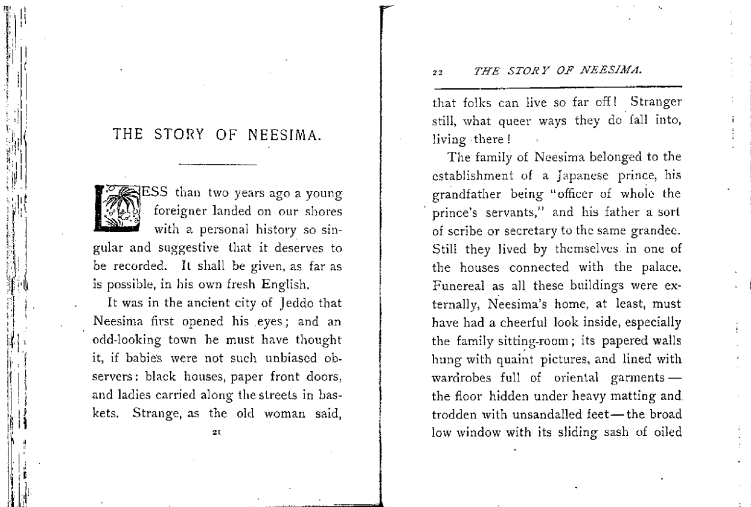 THE STORY OF NEESIMA.
LESS than two years ago a young
foreigner landed on our shores
with a personal history so sin-
gular and suggestive that it deserves to
be recorded. It shall be given, as far as
is possible, in his own fresh English.
It was in the ancient city of Jeddo that
Neesima first opened his eyes; and an
odd-looking town he must have thought
it, if babies were not such unbiased ob-
servers: black houses, paper front doors,
and ladies carried along the streets in bas-
kets. Strange, as the old woman said,
21
22 THE STORY OF NEESIMA.
that folks can live so far off! Stranger
still, what queer ways they do fall into,
living there!
The family of Neesima belonged to the
establishment of a Japanese prince, his
grandfather being "officer of whole the
prince's servants," and his father a sort
of scribe or secretary to the same grandee.
Still they lived by themselves in one of
the houses connected with the palace.
Funereal as all these buildings were ex-
ternally, Neesima's home, at least, must
have had a cheerful look inside, especially
the family sitting-room; its papered walls
hung with quaint pictures, and lined with
wardrobes full of oriental garments —
the floor hidden under heavy matting and
trodden with unsandalled feet — the broad
low window with its sliding sash of oiled